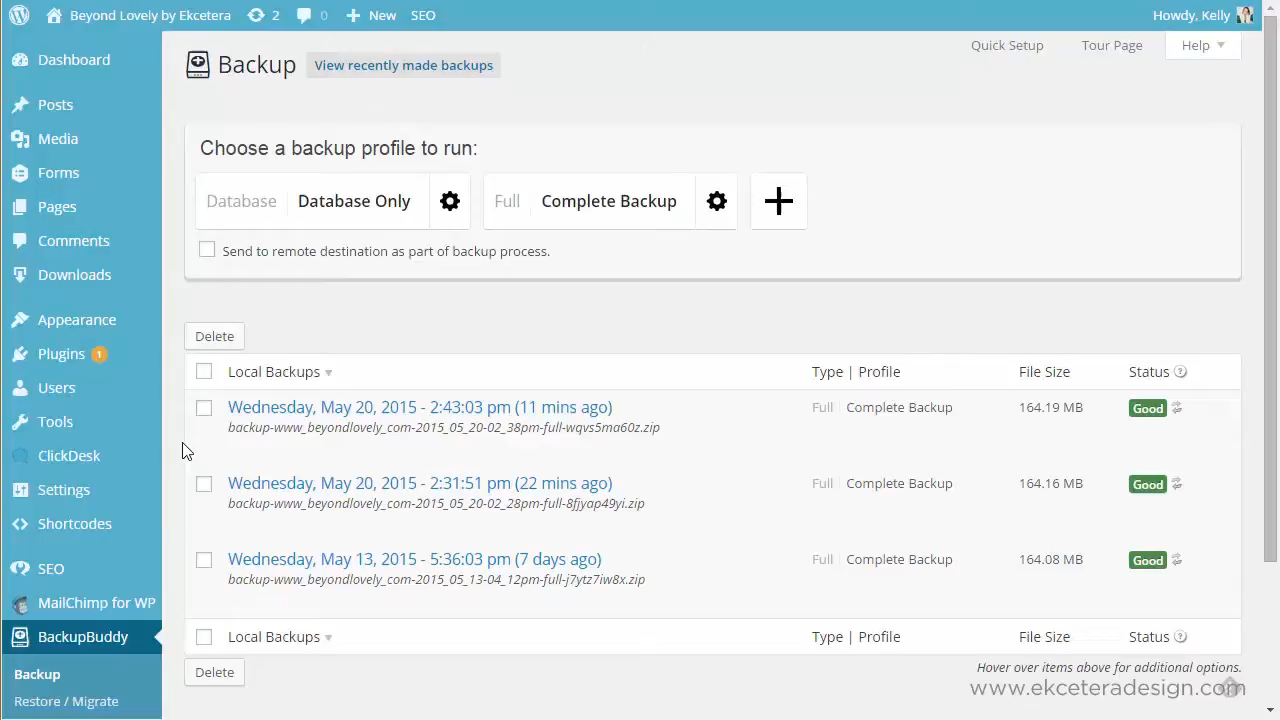 Beyond Lovely by Ekcetera 2 0 New SEO Howdy, Kelly
Dashboard
Posts
Media
Forms
Pages
Comments
Downloads
Appearance
Plugins 1
Users
Tools
ClickDesk
Settings
Shortcodes
SEO
MailChimp for WP
BackupBuddy
Backup
Restore / Migrate
Quick Setup Tour Page Help
Backup View recently made backups
Choose a backup profile to run:
Database Database Only Full Complete Backup
Send to remote destination as part of backup process.
Delete
Local Backups Type | Profile File Size Status
Wednesday, May 20, 2015 - 2:43:03 pm (11 mins ago) Full Complete Backup 164.19 MB Good
backup-www_beyondlovely_com-2015_05_20-02_38pm-full-wqvs5ma60z.zip
Wednesday, May 20, 2015 - 2:31:51 pm (22 mins ago) Full Complete Backup 164.16 MB Good
backup-www_beyondlovely_com-2015_05_20-02_28pm-full-8fjyap49yi.zip
Wednesday, May 13, 2015 - 5:36:03 pm (7 days ago) Full Complete Backup 164.08 MB Good
backup-www_beyondlovely_com-2015_05_13-04_12pm-full-j7ytz7iw8x.zip
Local Backups Type | Profile File Size Status
Delete
Hover over items above for additional options.
www.ekceteradesign.com